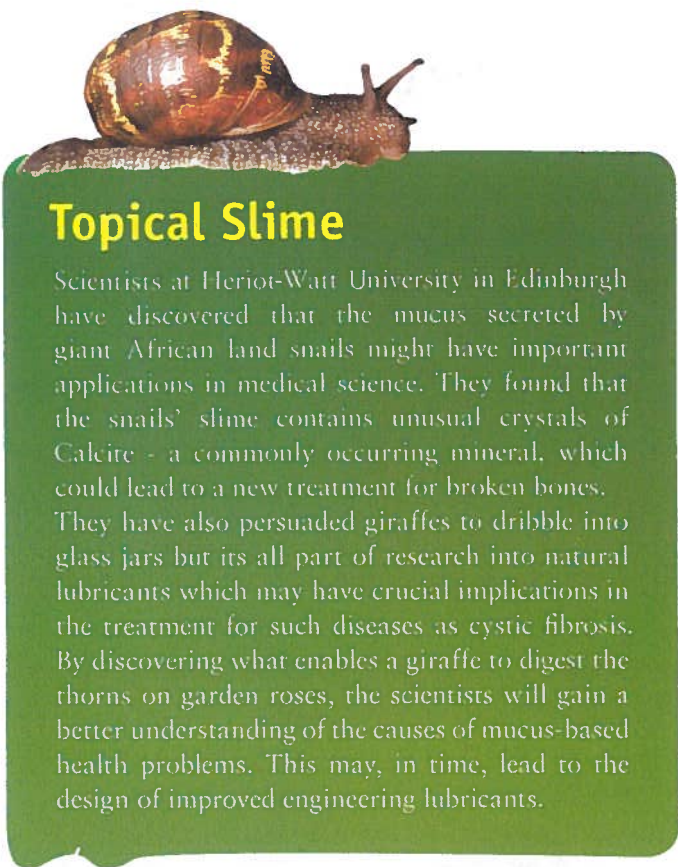 Topical Slime
Scientists at Heriot-Watt University in Edinburgh
have discovered that the mucus secreted by
giant African land snails might have important
applications in medical science. They found that
the snails' slime contains unusual crystals of
Calcite - a commonly occurring mineral, which
could lead to a new treatment for broken bones.
They have also persuaded giraffes to dribble into
glass jars but its all part of research into natural
lubricants which may have crucial implications in
the treatment for such diseases as cystic fibrosis.
By discovering what enables a giraffe to digest the
thorns on garden roses, the scientists will gain a
better understanding of the causes of mucus-based
health problems. This may, in time, lead to the
design of improved engineering lubricants.